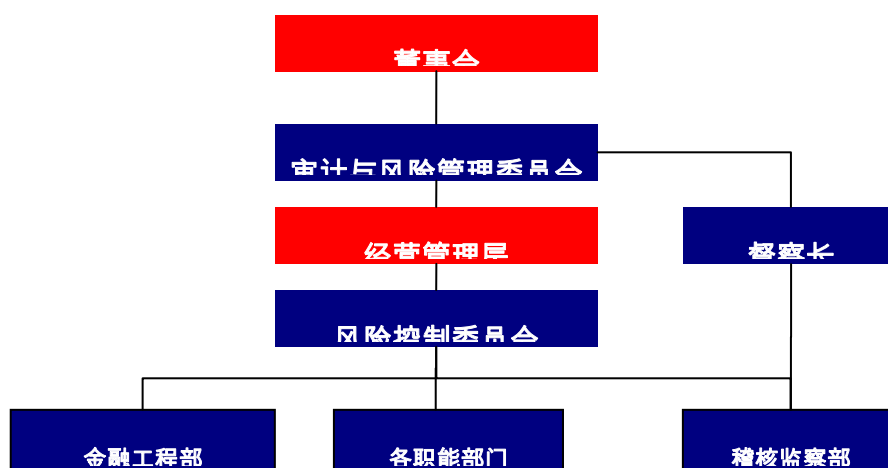 董事会
审计与风险管理委员会
经营管理层
督察长
风险控制委员会
金融工程部
各职能部门
稽核监察部